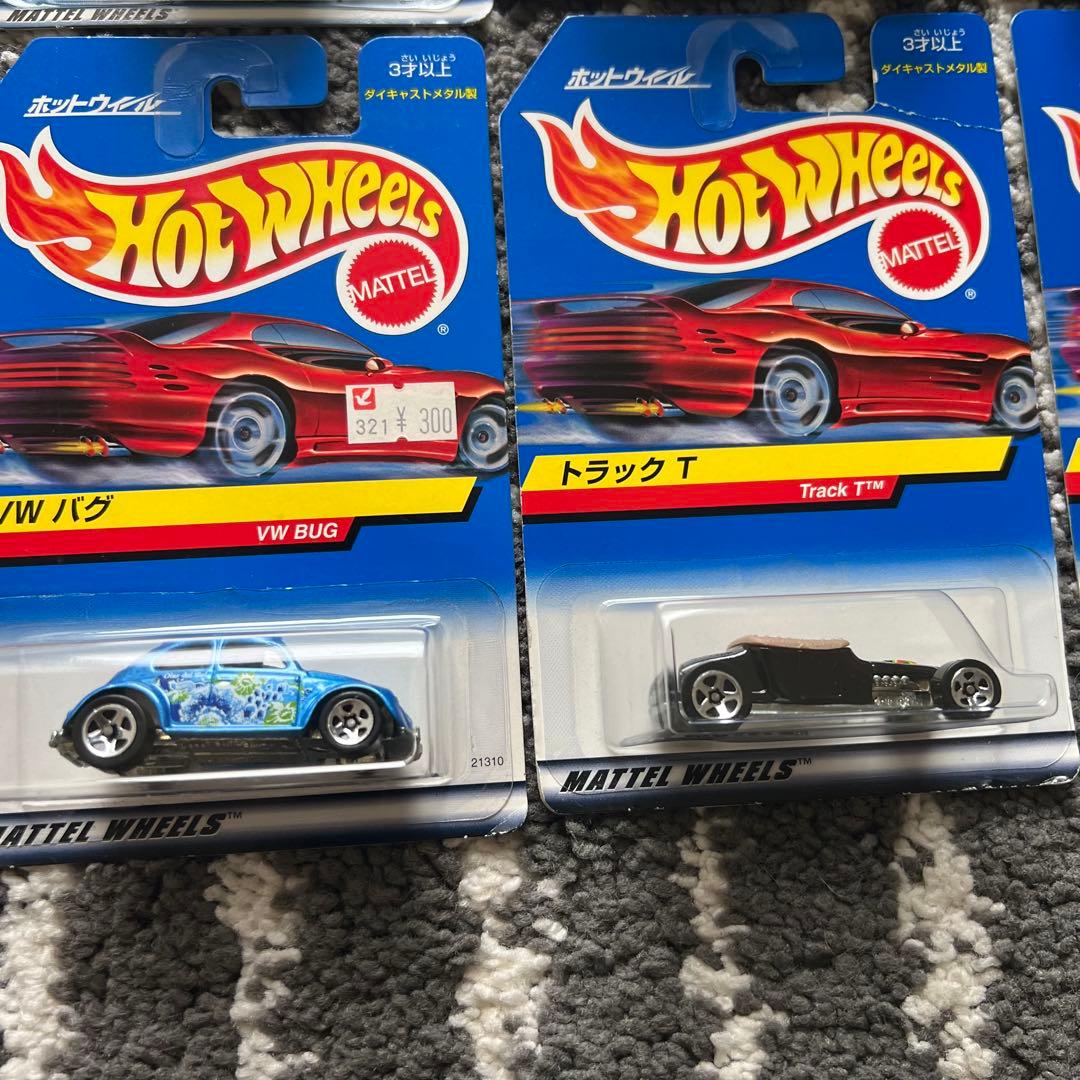 MATTEL WHEELS
ホットウィール
さい いじょう
3才以上
ダイキャストメタル製
HOT WHEELS
MATTEL
®
321 ¥ 300
VW バグ
VW BUG
21310
MATTEL WHEELS™
ホットウィール
さい いじょう
3才以上
ダイキャストメタル製
HOT WHEELS
MATTEL
®
トラック T
Track T™
MATTEL WHEELS™